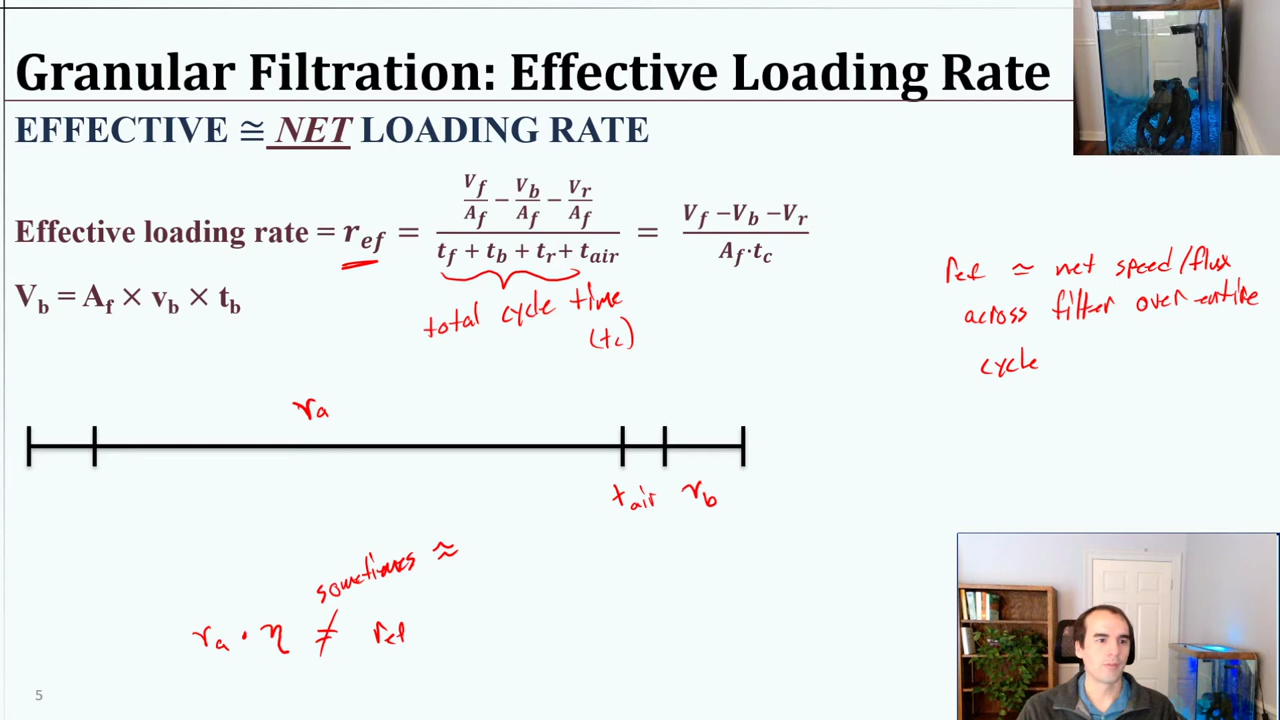 Granular Filtration: Effective Loading Rate
EFFECTIVE ≅ NET LOADING RATE
Effective loading rate = r_ef = (V_f/A_f − V_b/A_f − V_r/A_f)/(t_f + t_b + t_r + t_air) = (V_f − V_b − V_r)/(A_f · t_c)
V_b = A_f × v_b × t_b
total cycle time
(t_c)
r_ef ≃ net speed/flux
across filter over entire
cycle
r_a
t_air r_b
sometimes ≈
r_a · η ≠ r_ef
5